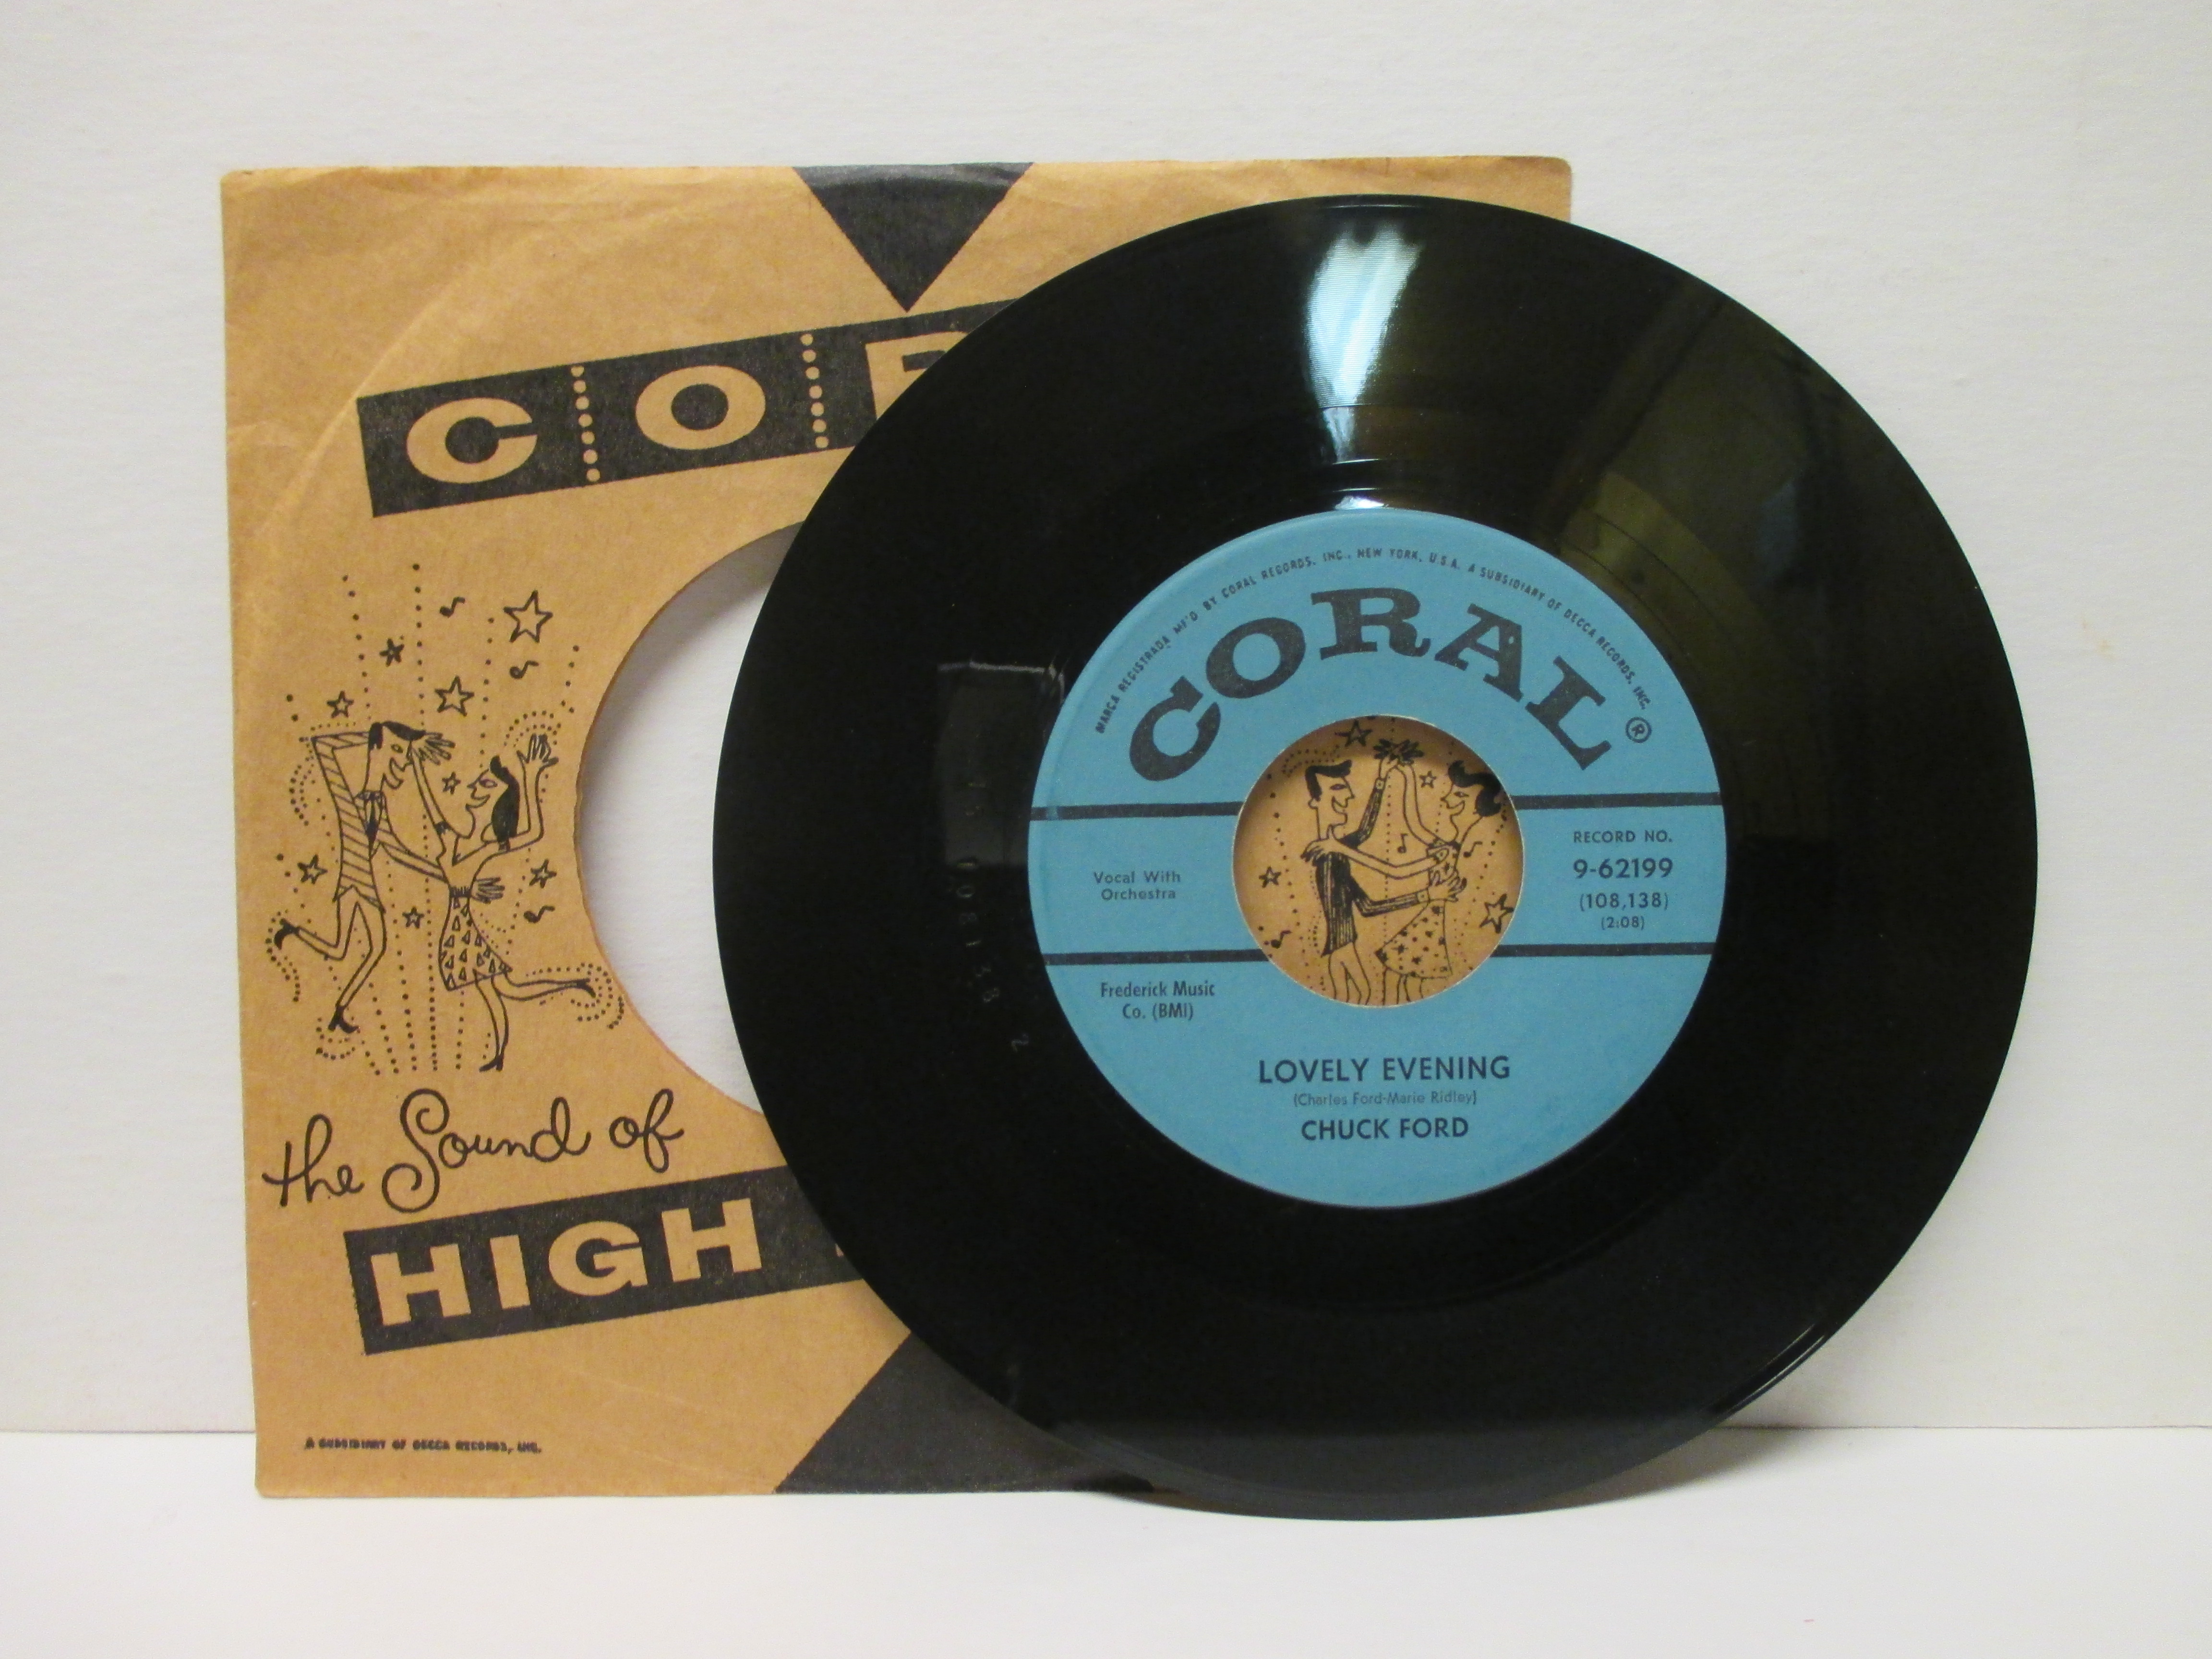 CO
the Sound of
HIGH
A SUBSIDIARY OF DECCA RECORDS, INC.
MARCA REGISTRADA MF'D BY CORAL RECORDS, INC., NEW YORK, U.S.A. A SUBSIDIARY OF DECCA RECORDS, INC.
CORAL®
Vocal With
Orchestra
RECORD NO.
9-62199
(108,138)
(2:08)
Frederick Music
Co. (BMI)
LOVELY EVENING
(Charles Ford-Marie Ridley)
CHUCK FORD